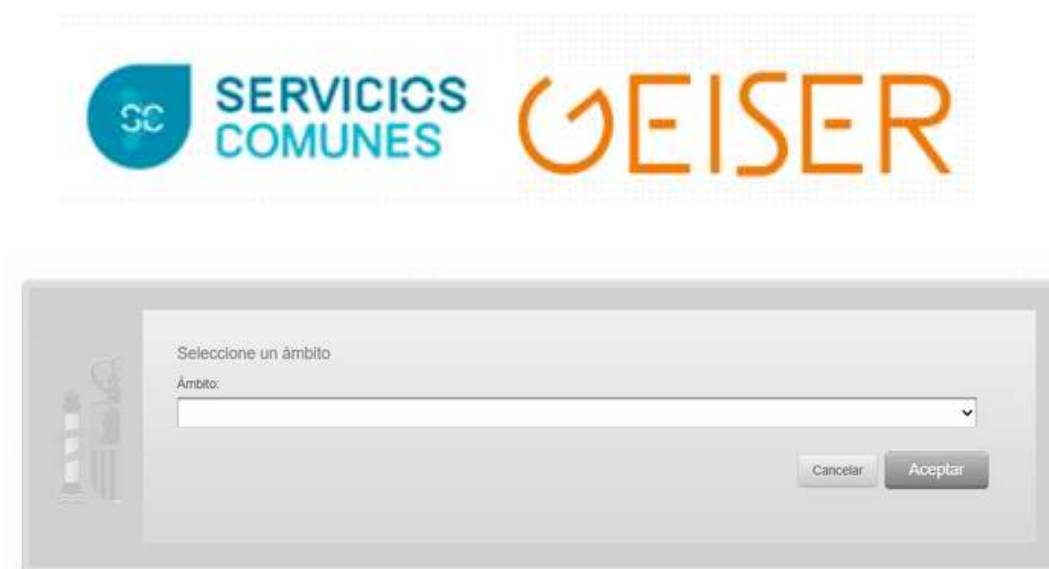 SC
SERVICIOS
COMUNES
GEISER
Seleccione un ámbito
Ámbito:
Cancelar
Aceptar